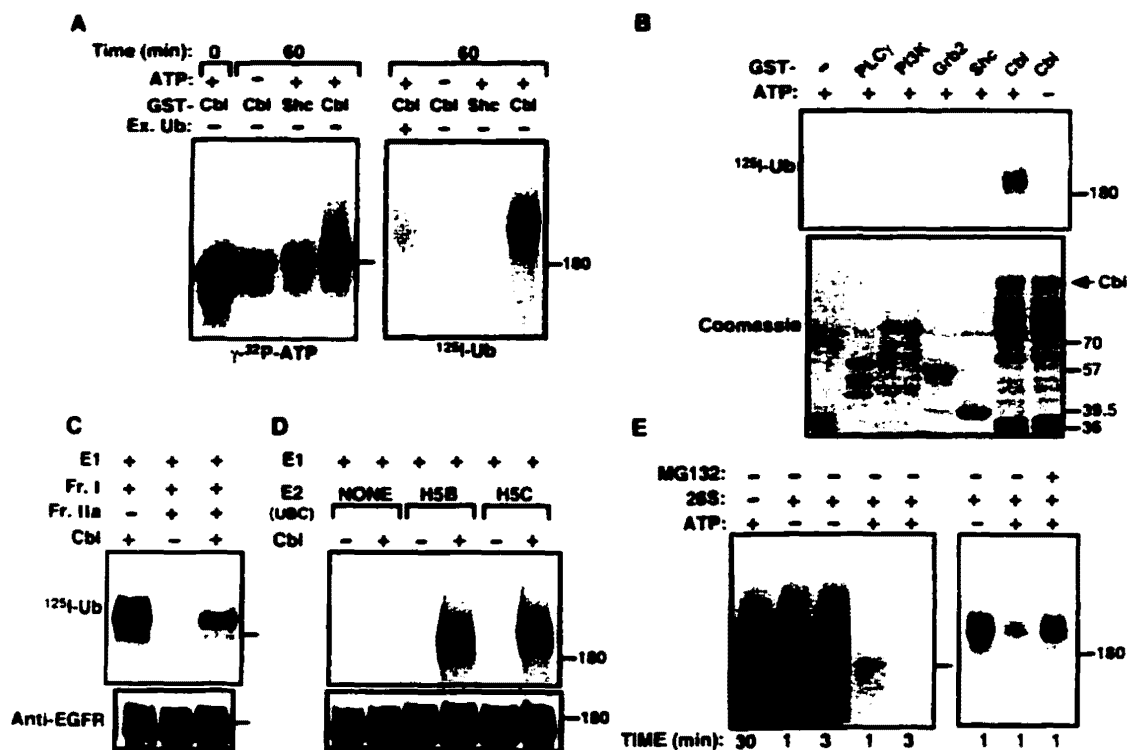 A
Time (min): 0 60 60
ATP: + - + + + - + +
GST- Cbl Cbl Shc Cbl Cbl Cbl Shc Cbl
Ex. Ub: - - - - + - - -
180
γ-32P-ATP 125I-Ub
B
GST- - PLCγ PI3K Grb2 Shc Cbl Cbl
ATP: + + + + + + -
125I-Ub
180
Cbl
Coomassie
70
57
39.5
36
C
E1 + + +
Fr. I + + +
Fr. IIa - + +
Cbl + - +
125I-Ub
Anti-EGFR
D
E1 + + + + + +
E2 NONE H5B H5C
(UBC)
Cbl - + - + - +
180
180
E
MG132: - - - - - - - +
26S: - + + + + + + +
ATP: + - - + + - + +
180
TIME (min): 30 1 3 1 3 1 1 1